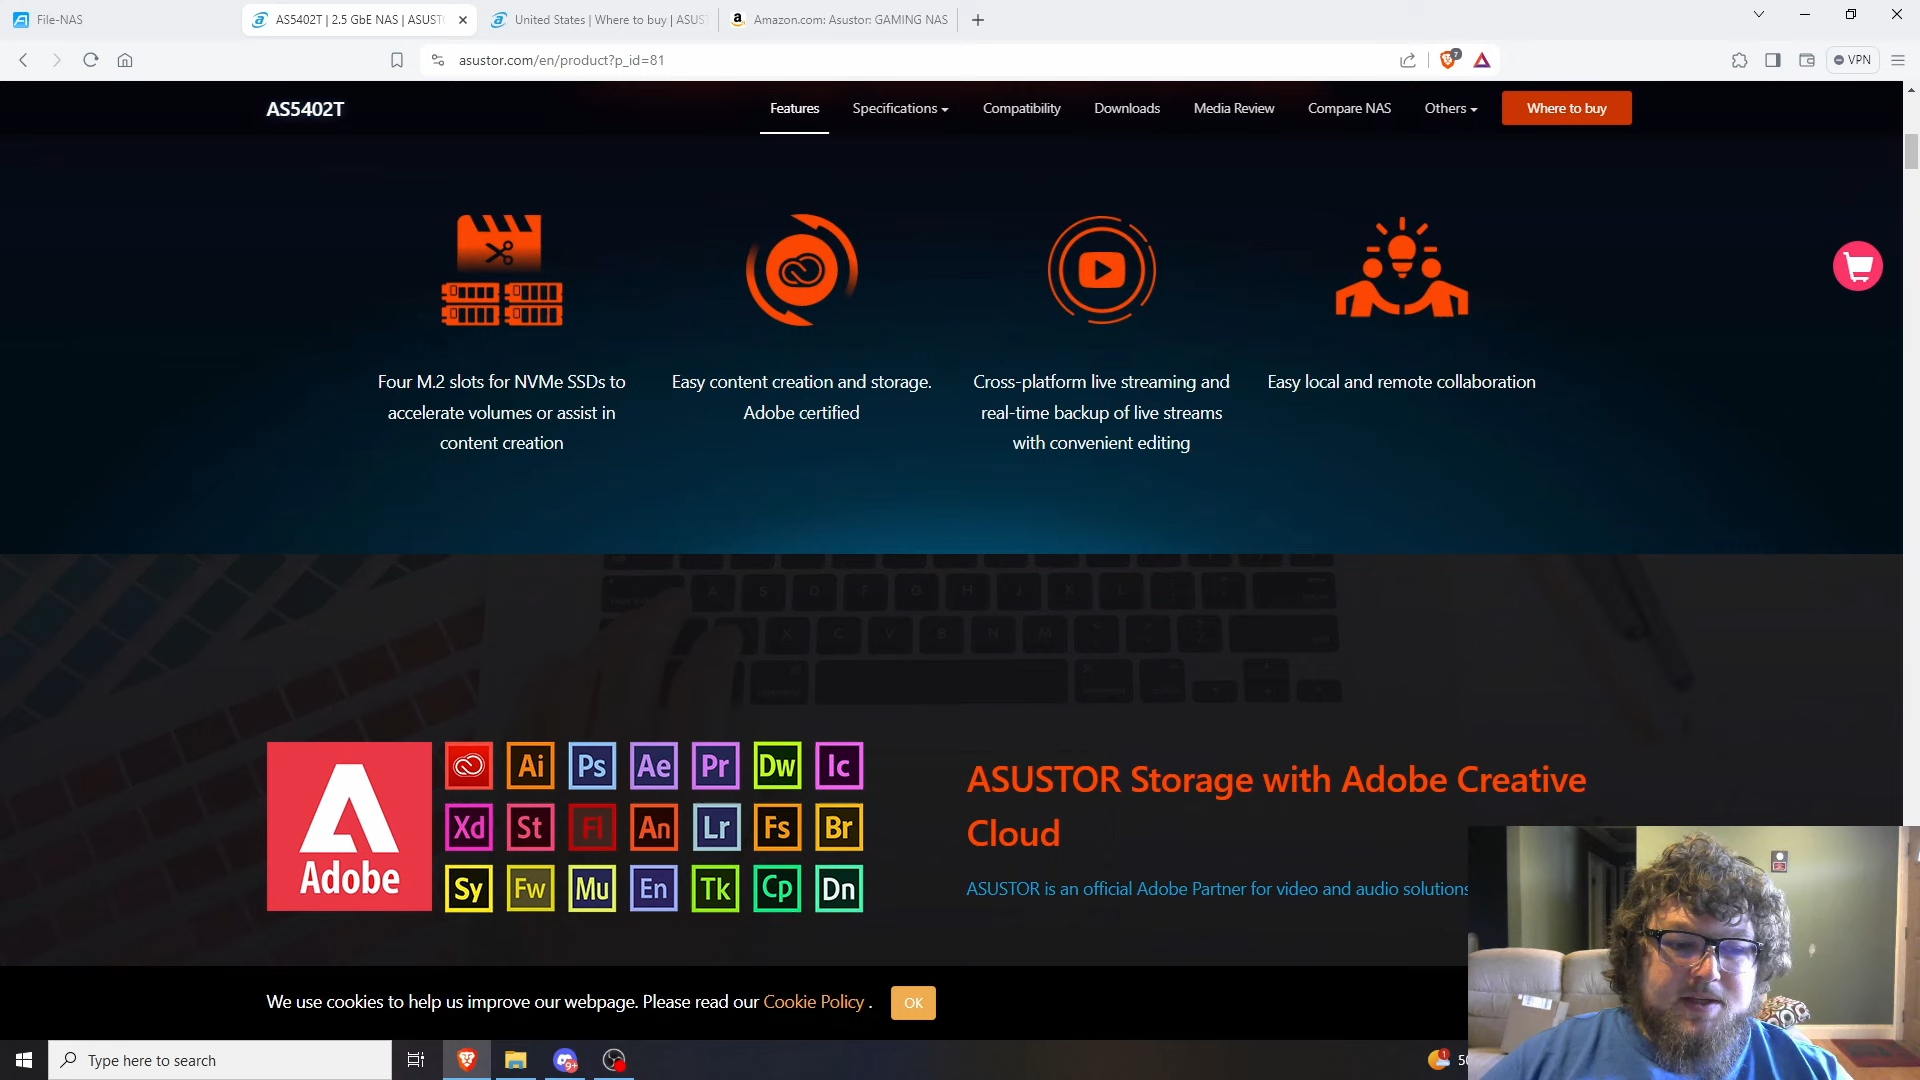 File-NAS
AS5402T | 2.5 GbE NAS | ASUST
United States | Where to buy | ASUS
Amazon.com: Asustor: GAMING NAS
asustor.com/en/product?p_id=81
7
VPN
AS5402T
Features
Specifications
Compatibility
Downloads
Media Review
Compare NAS
Others
Where to buy
Four M.2 slots for NVMe SSDs to
accelerate volumes or assist in
content creation
Easy content creation and storage.
Adobe certified
Cross-platform live streaming and
real-time backup of live streams
with convenient editing
Easy local and remote collaboration
Adobe
Ai Ps Ae Pr Dw Ic
Xd St Fl An Lr Fs Br
Sy Fw Mu En Tk Cp Dn
ASUSTOR Storage with Adobe Creative
Cloud
ASUSTOR is an official Adobe Partner for video and audio solutions
We use cookies to help us improve our webpage. Please read our Cookie Policy .
OK
Type here to search
9+
1
50